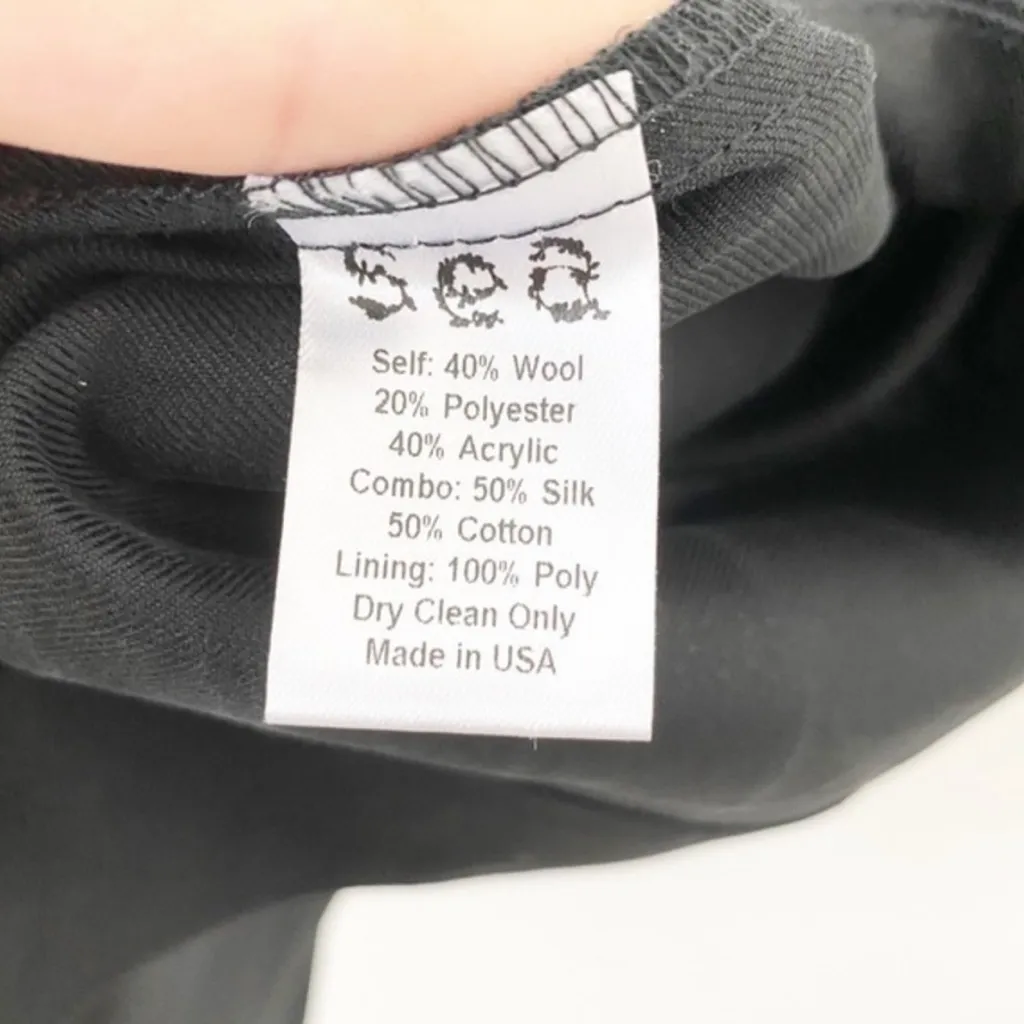 sea
Self: 40% Wool
20% Polyester
40% Acrylic
Combo: 50% Silk
50% Cotton
Lining: 100% Poly
Dry Clean Only
Made in USA